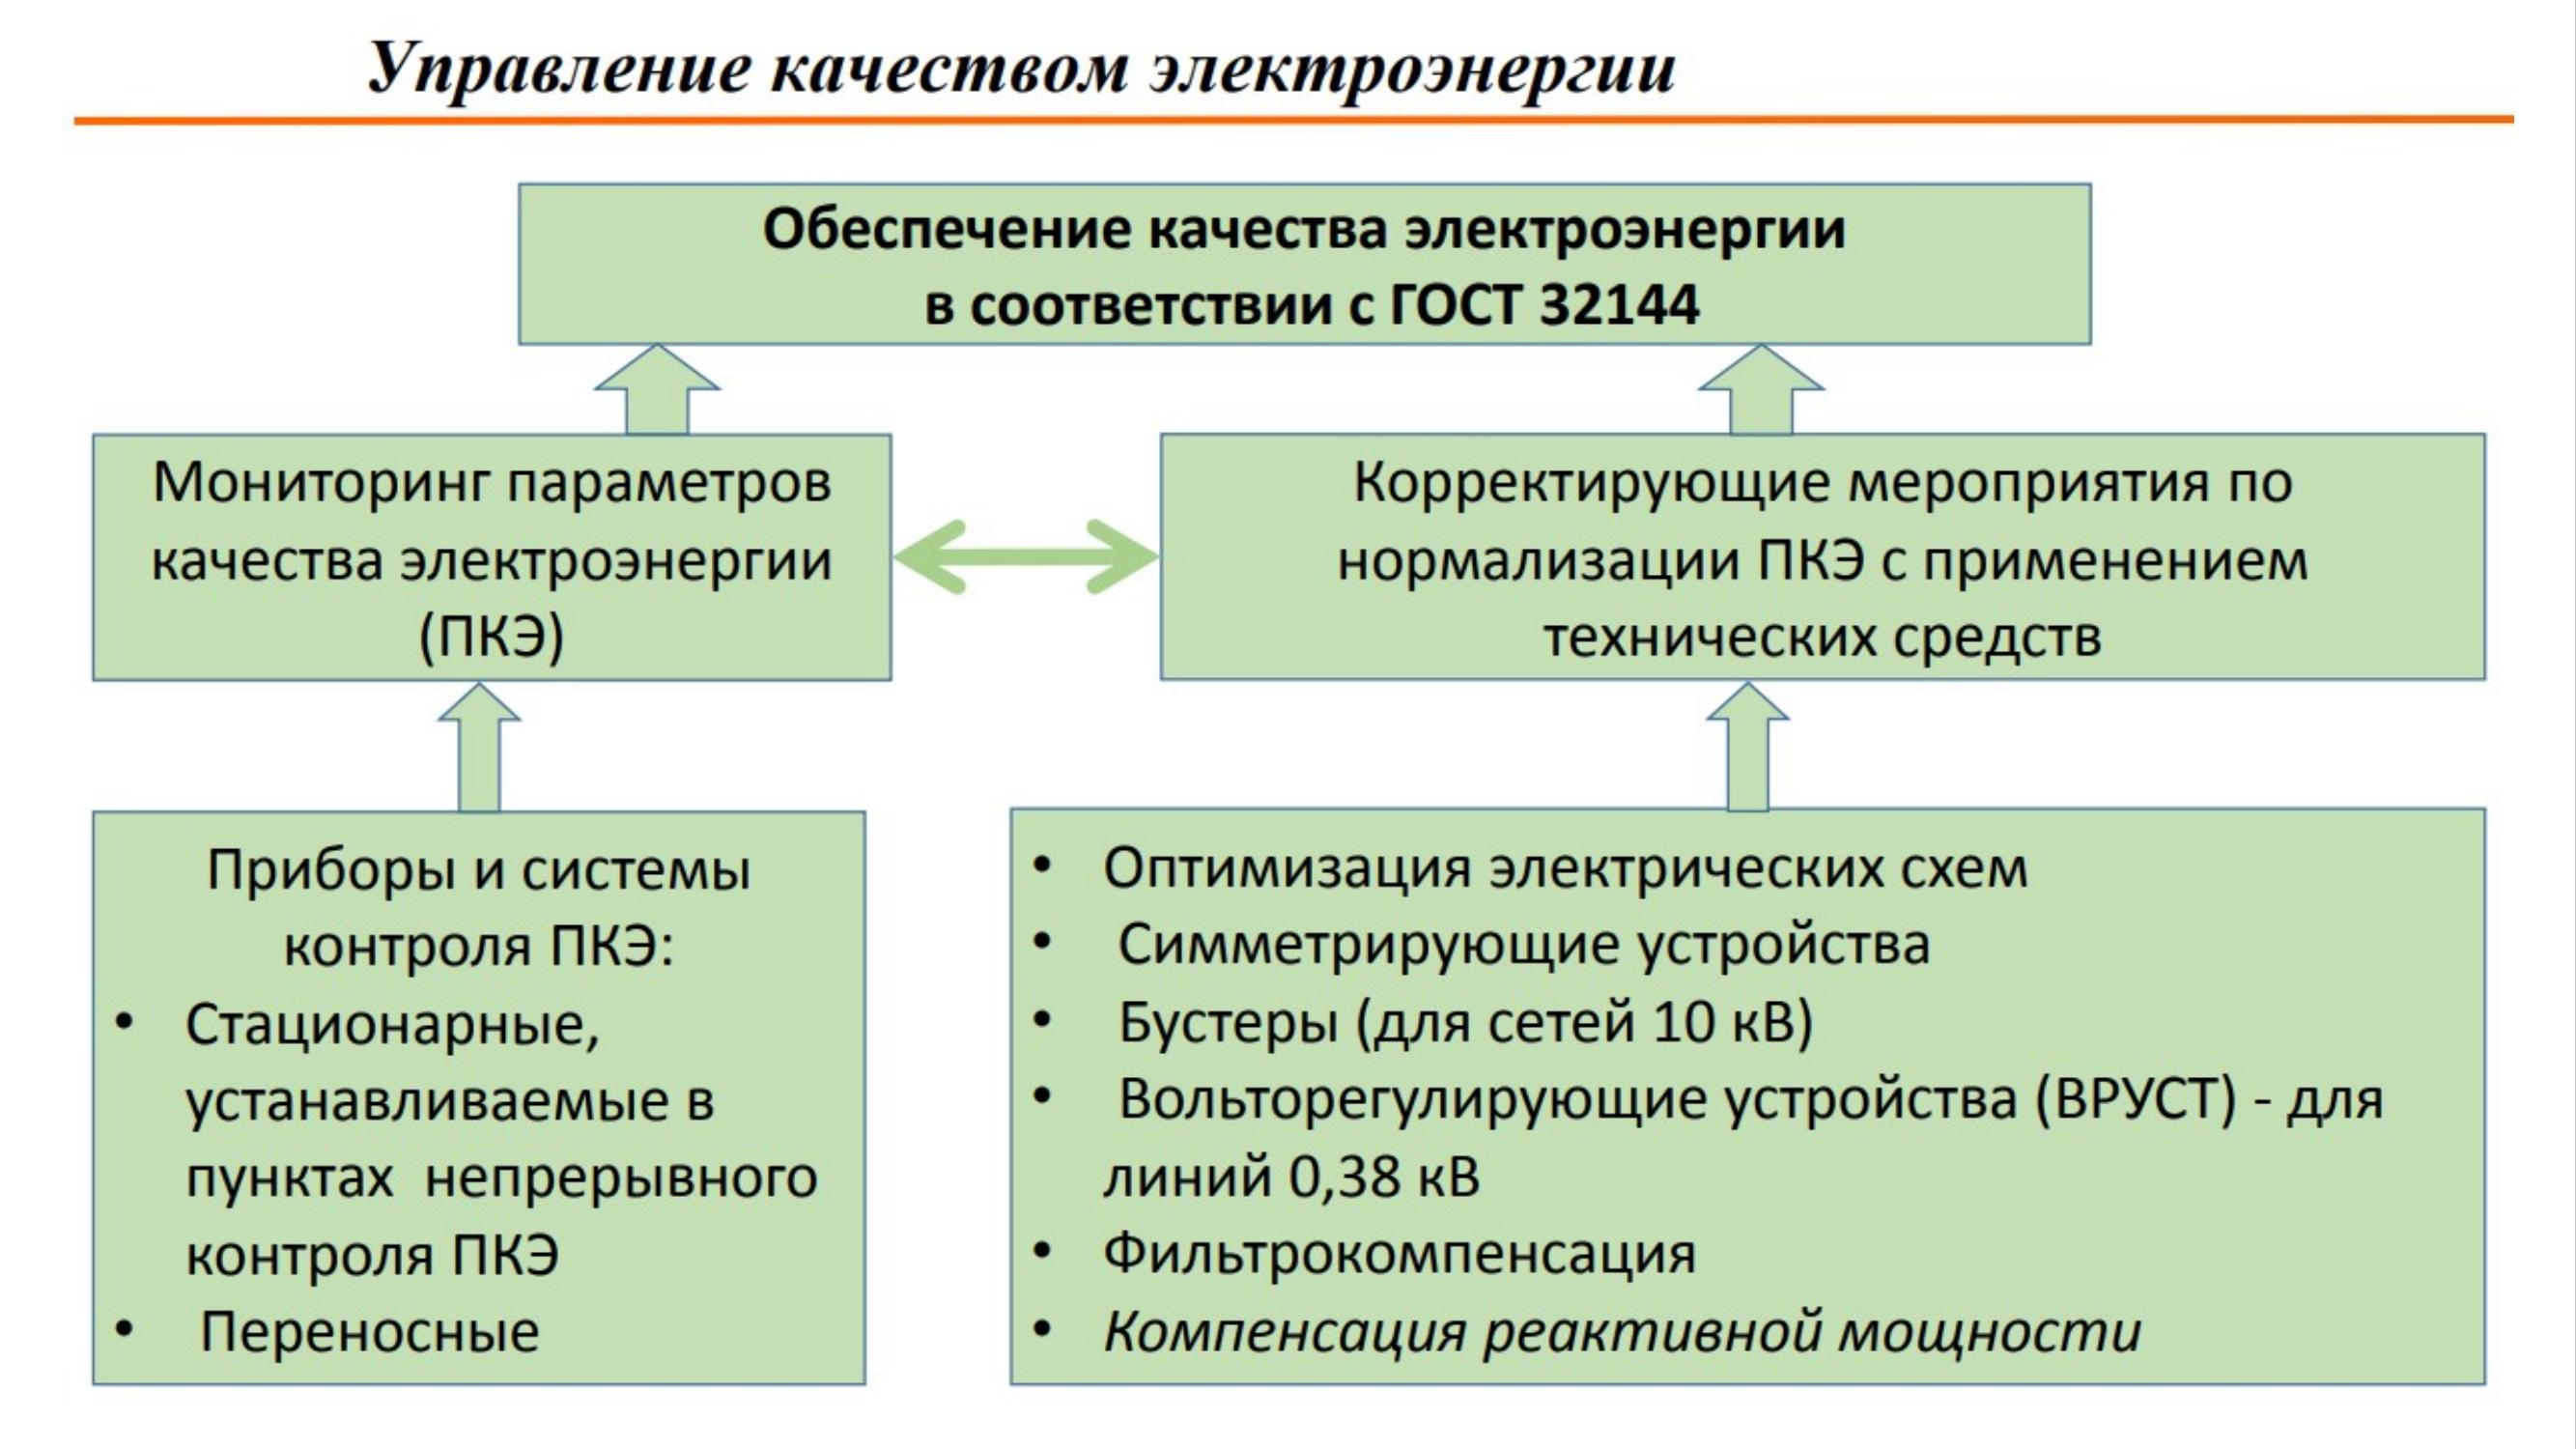 Управление качеством электроэнергии
Обеспечение качества электроэнергии
в соответствии с ГОСТ 32144
Мониторинг параметров
качества электроэнергии
(ПКЭ)
Корректирующие мероприятия по
нормализации ПКЭ с применением
технических средств
Приборы и системы
контроля ПКЭ:
• Стационарные,
устанавливаемые в
пунктах непрерывного
контроля ПКЭ
• Переносные
• Оптимизация электрических схем
• Симметрирующие устройства
• Бустеры (для сетей 10 кВ)
• Вольторегулирующие устройства (ВРУСТ) - для
линий 0,38 кВ
• Фильтрокомпенсация
• Компенсация реактивной мощности